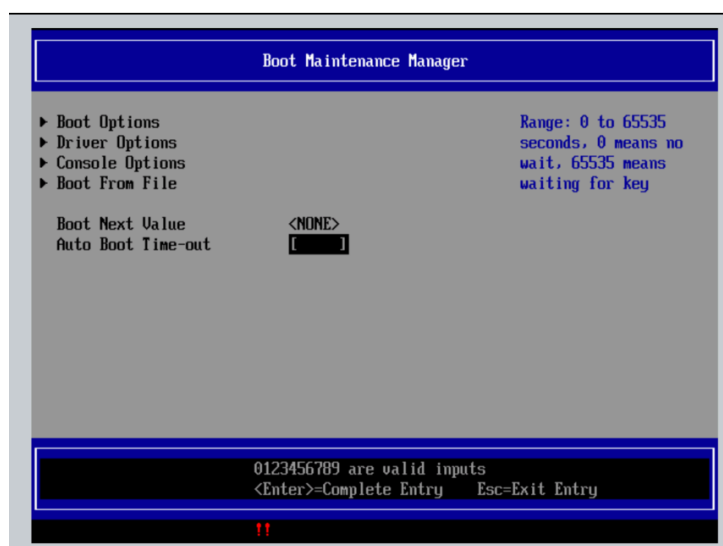 Boot Maintenance Manager
▶ Boot Options
▶ Driver Options
▶ Console Options
▶ Boot From File
Boot Next Value <NONE>
Auto Boot Time-out [ ]
Range: 0 to 65535
seconds, 0 means no
wait, 65535 means
waiting for key
0123456789 are valid inputs
<Enter>=Complete Entry Esc=Exit Entry
!!